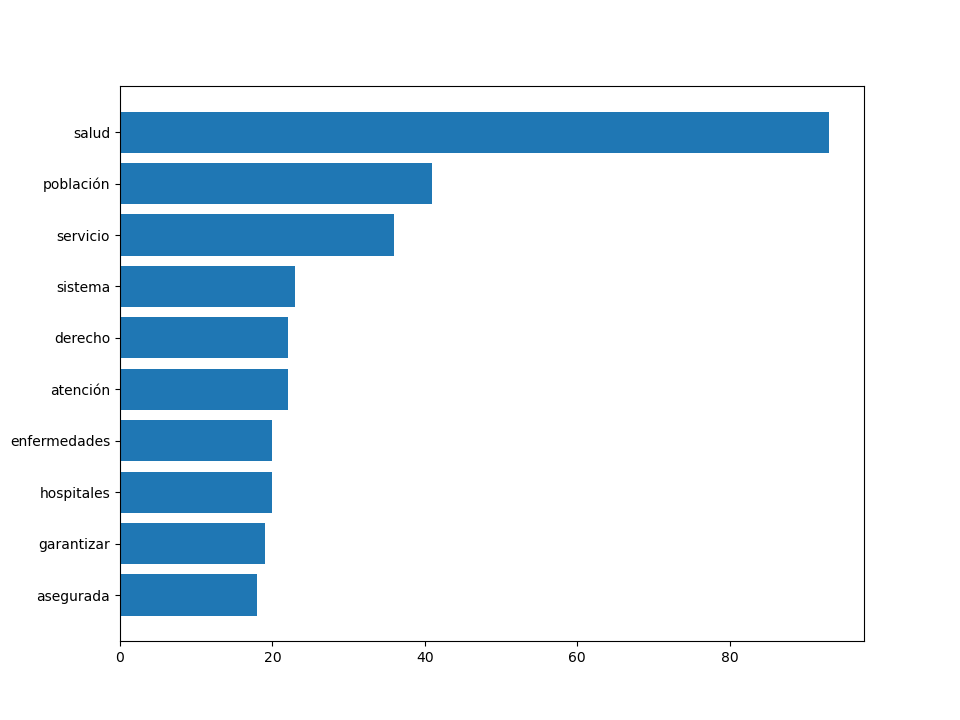 salud
población
servicio
sistema
derecho
atención
enfermedades
hospitales
garantizar
asegurada
0 20 40 60 80